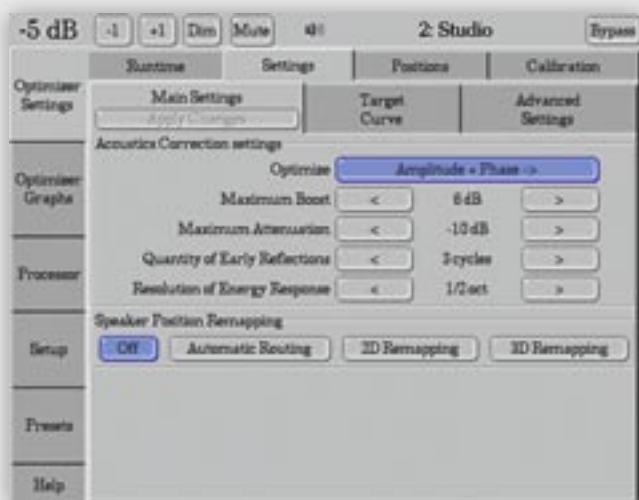 -5 dB -1 +1 Dim Mute 2: Studio Bypass
Runtime Settings Positions Calibration
Optimiser Settings
Main Settings
Apply Changes
Target Curve
Advanced Settings
Acoustics Correction settings
Optimize Amplitude + Phase ->
Maximum Boost < 6 dB >
Maximum Attenuation < -10 dB >
Quantity of Early Reflections < 3 cycles >
Resolution of Energy Response < 1/2 oct >
Speaker Position Remapping
Off Automatic Routing 2D Remapping 3D Remapping
Optimiser Graphs
Processor
Setup
Presets
Help